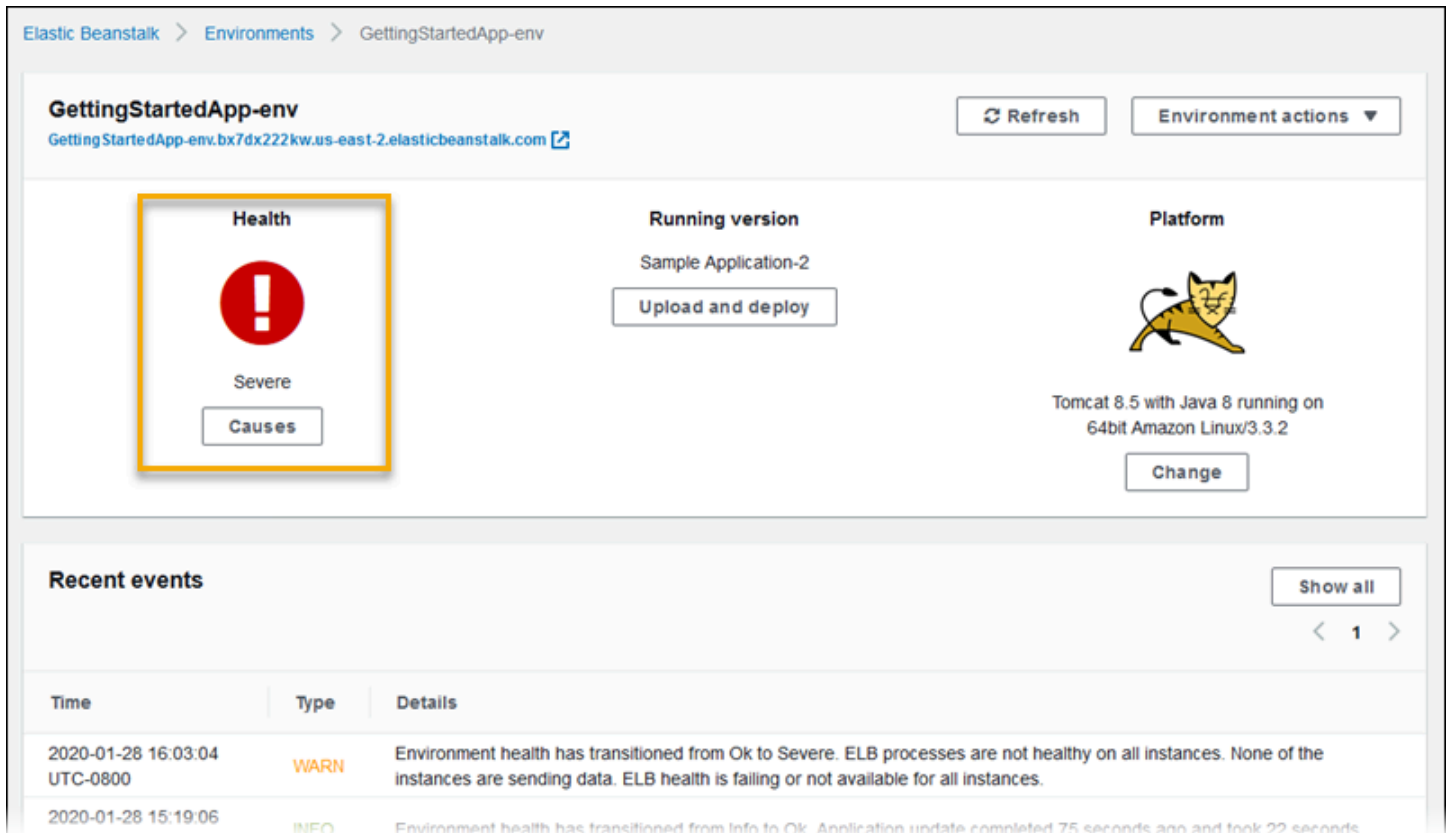 Elastic Beanstalk > Environments > GettingStartedApp-env
GettingStartedApp-env
Refresh
Environment actions ▼
GettingStartedApp-env.bx7dx222kw.us-east-2.elasticbeanstalk.com
Health
Running version
Platform
Sample Application-2
Upload and deploy
Severe
Causes
Tomcat 8.5 with Java 8 running on
64bit Amazon Linux/3.3.2
Change
Recent events
Show all
< 1 >
Time
Type
Details
2020-01-28 16:03:04
UTC-0800
WARN
Environment health has transitioned from Ok to Severe. ELB processes are not healthy on all instances. None of the
instances are sending data. ELB health is failing or not available for all instances.
2020-01-28 15:19:06
INFO
Environment health has transitioned from Info to Ok. Application update completed 75 seconds ago and took 22 seconds.